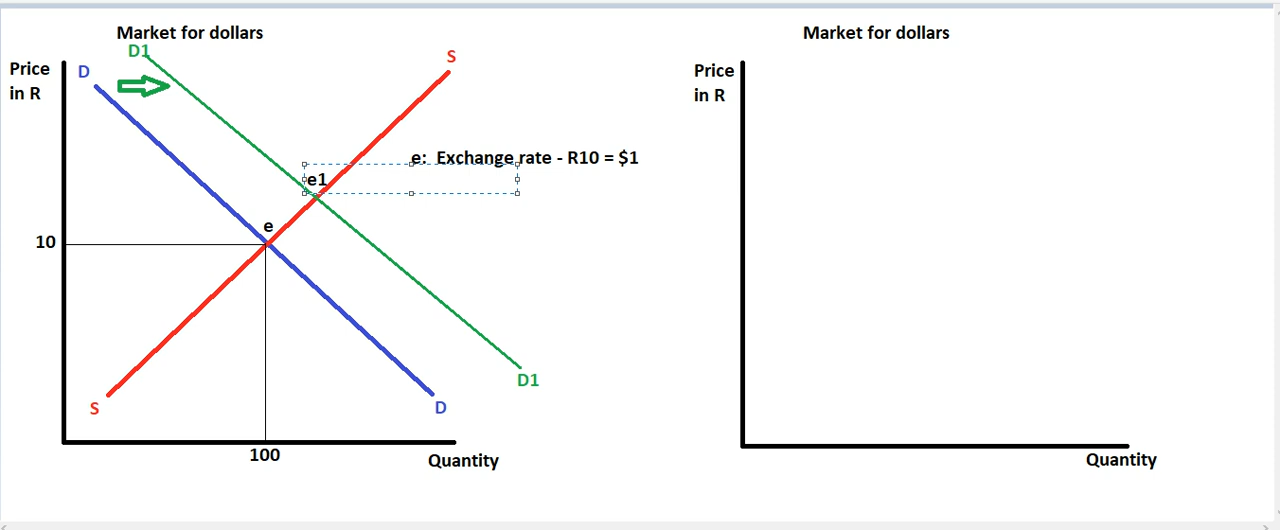 Market for dollars
D1
Price
in R
D
S
e: Exchange rate - R10 = $1
e1
e
10
S
D
D1
100
Quantity
Market for dollars
Price
in R
Quantity